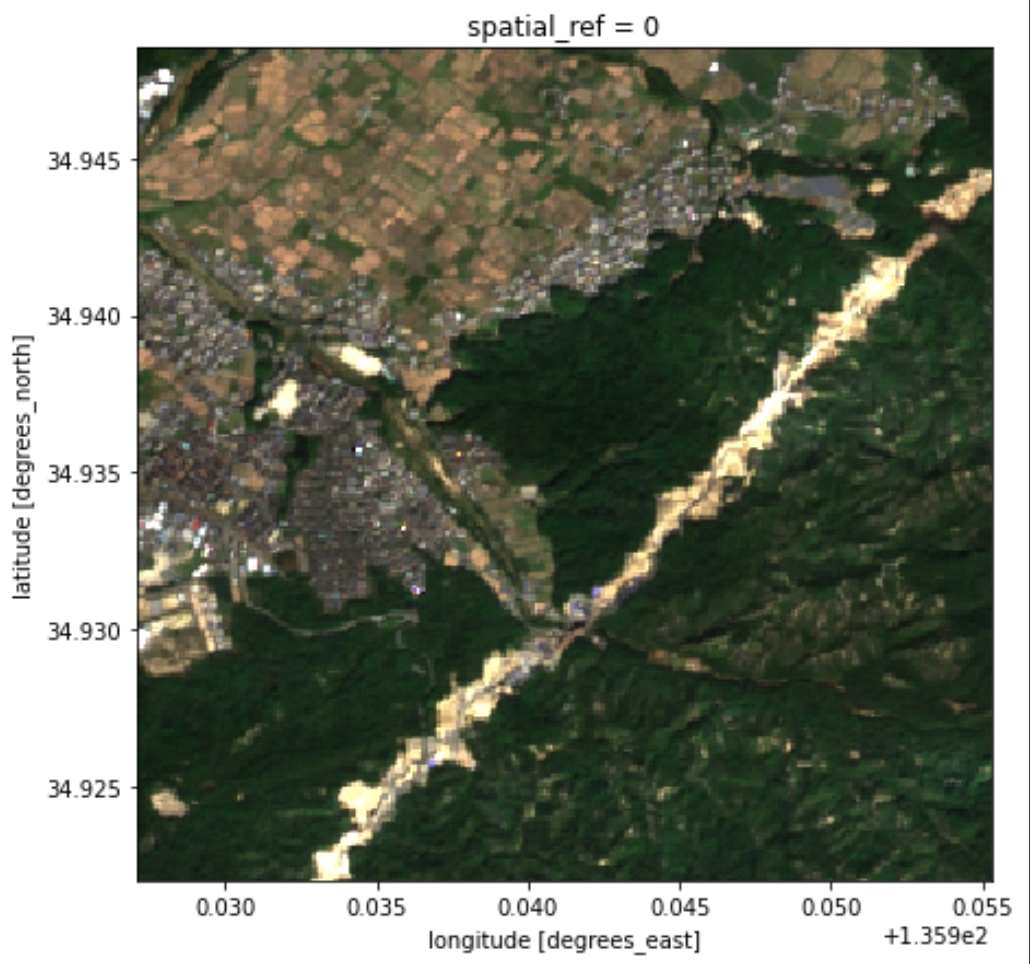 spatial_ref = 0
latitude [degrees_north]
34.945
34.940
34.935
34.930
34.925
0.030 0.035 0.040 0.045 0.050 0.055
+1.359e2
longitude [degrees_east]